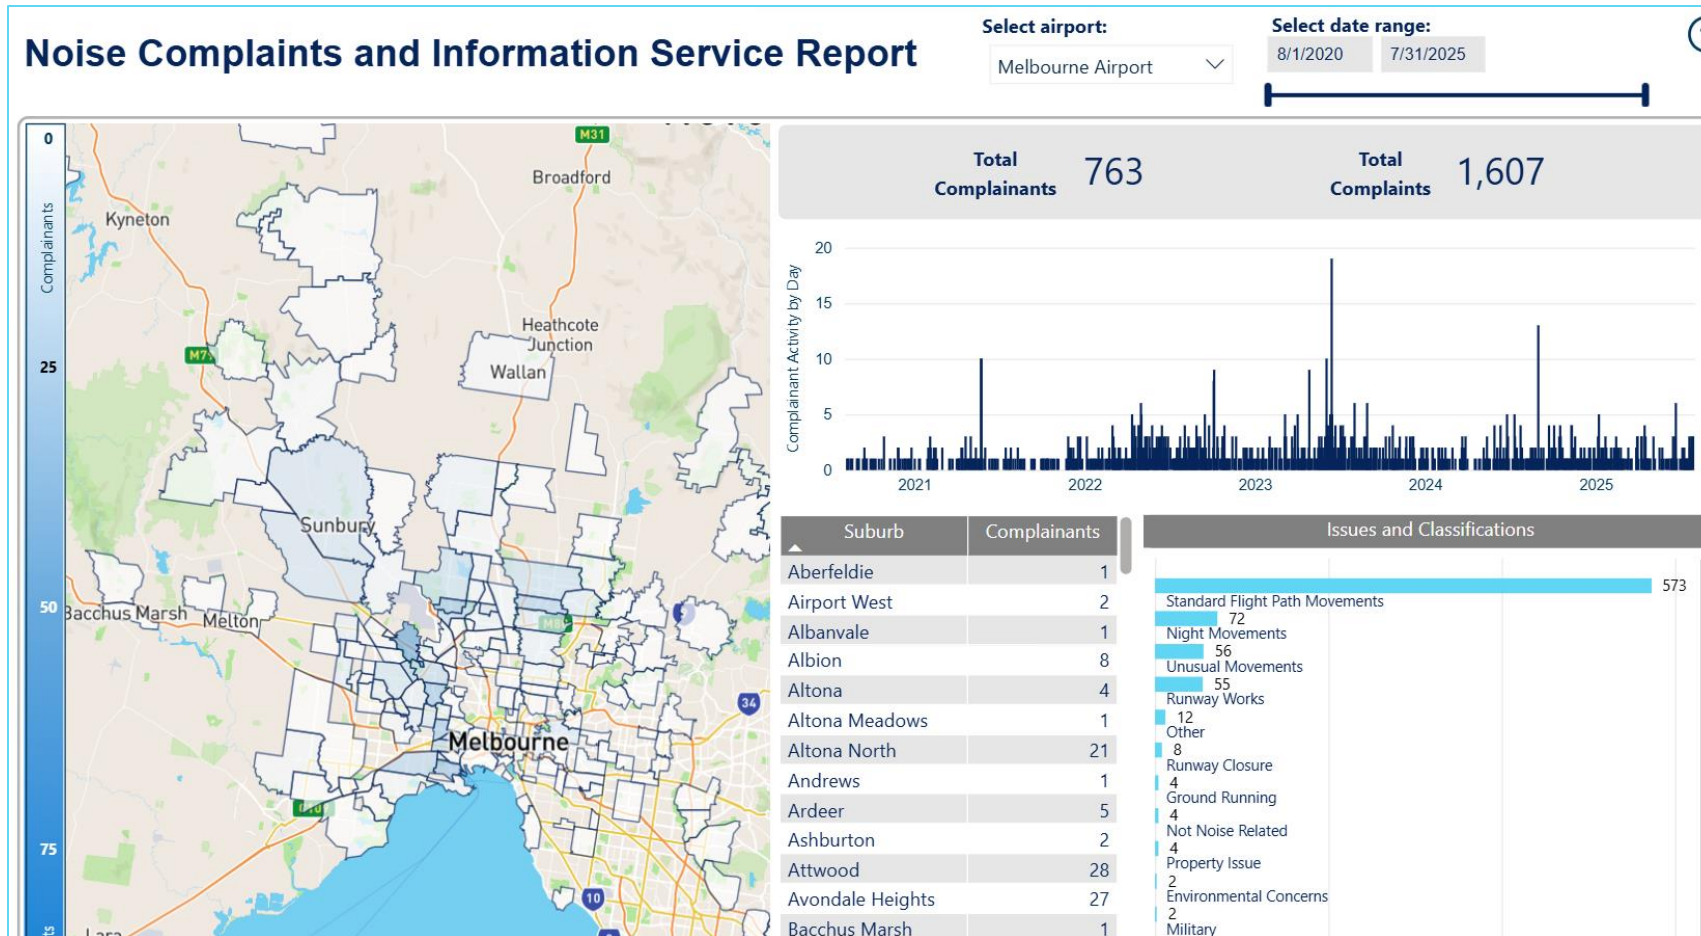 Noise Complaints and Information Service Report
Select airport:
Melbourne Airport
Select date range:
8/1/2020
7/31/2025
0
Complainants
25
50
75
M31
Broadford
Kyneton
Heathcote
Junction
Wallan
Sunbury
Bacchus Marsh
Melton
34
Melbourne
10
Total
Complainants
763
Total
Complaints
1,607
Complainant Activity by Day
20
15
10
5
0
2021
2022
2023
2024
2025
Suburb
Complainants
Aberfeldie 1
Airport West 2
Albanvale 1
Albion 8
Altona 4
Altona Meadows 1
Altona North 21
Andrews 1
Ardeer 5
Ashburton 2
Attwood 28
Avondale Heights 27
Bacchus Marsh 1
Issues and Classifications
573
Standard Flight Path Movements
72
Night Movements
56
Unusual Movements
55
Runway Works
12
Other
8
Runway Closure
4
Ground Running
4
Not Noise Related
4
Property Issue
2
Environmental Concerns
2
Military